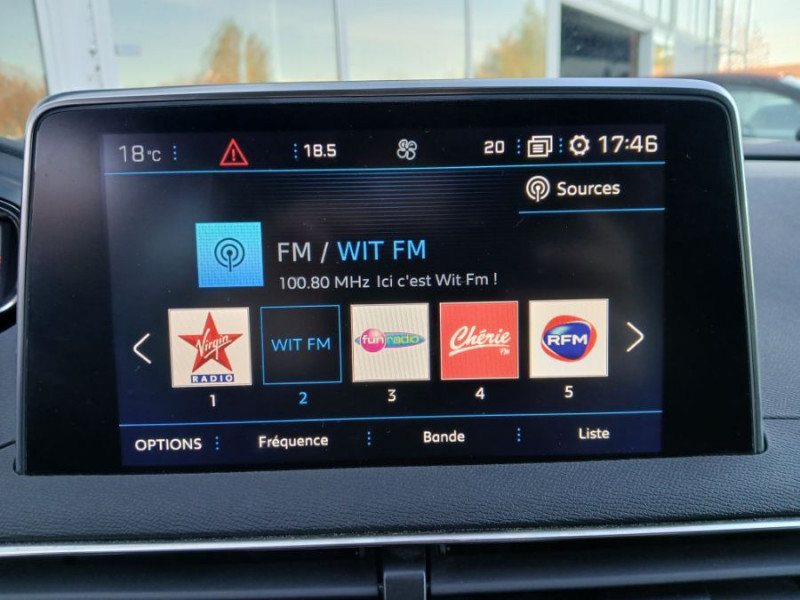 18°C 18.5 20 17:46
Sources
FM / WIT FM
100.80 MHz Ici c'est Wit Fm !
Virgin RADIO
WIT FM
fun radio
Chérie FM
RFM
1 2 3 4 5
OPTIONS Fréquence Bande Liste